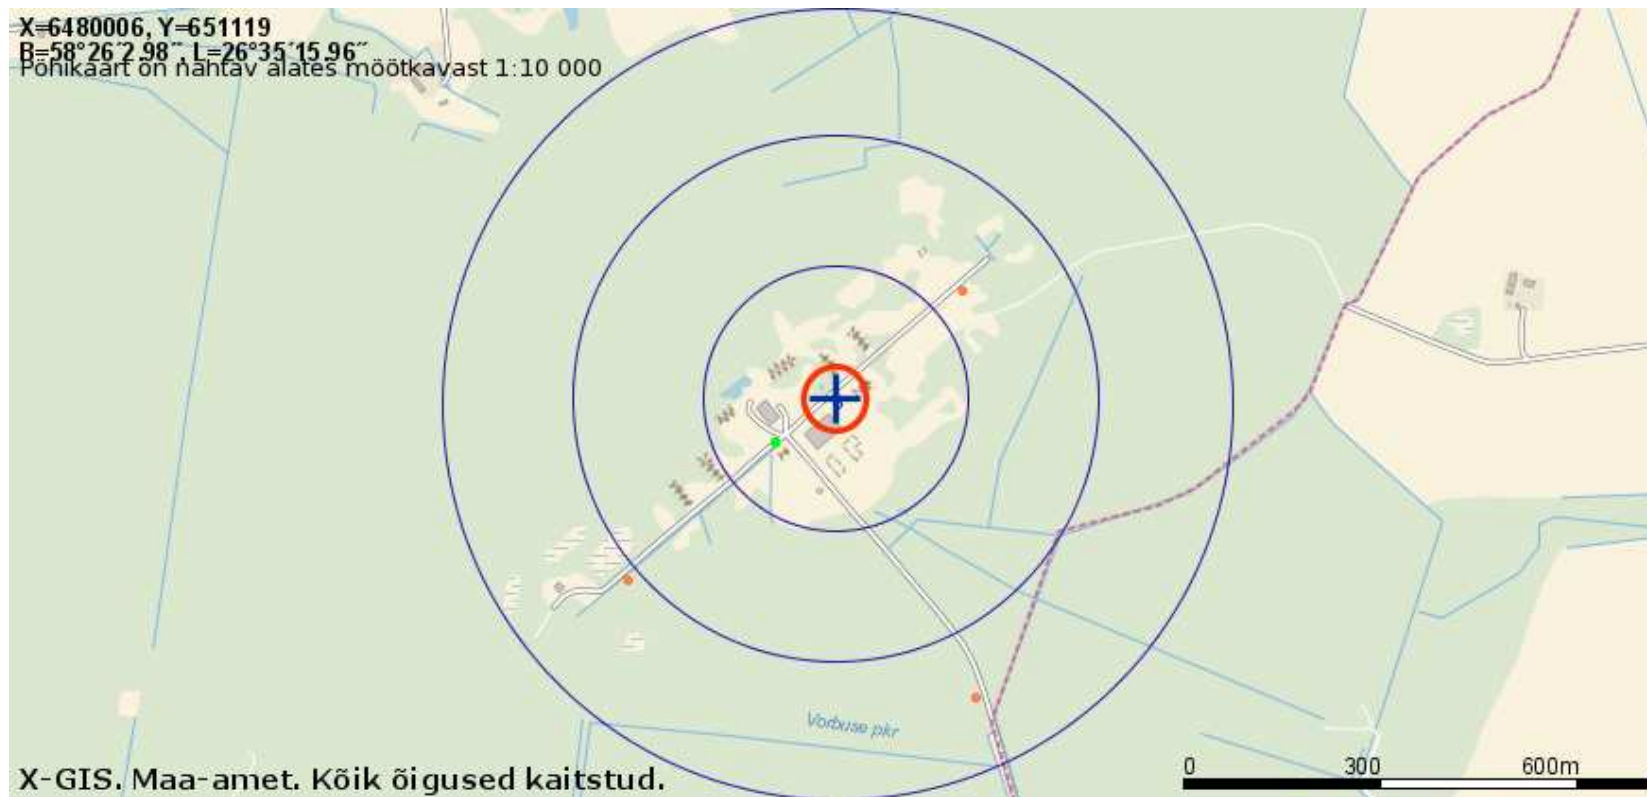 X=6480006, Y=651119
B=58°26´2.98˝, L=26°35´15.96˝
Põhikaart on nähtav alates mõõtkavast 1:10 000
Vorbuse pkr
0 300 600m
X-GIS. Maa-amet. Kõik õigused kaitstud.